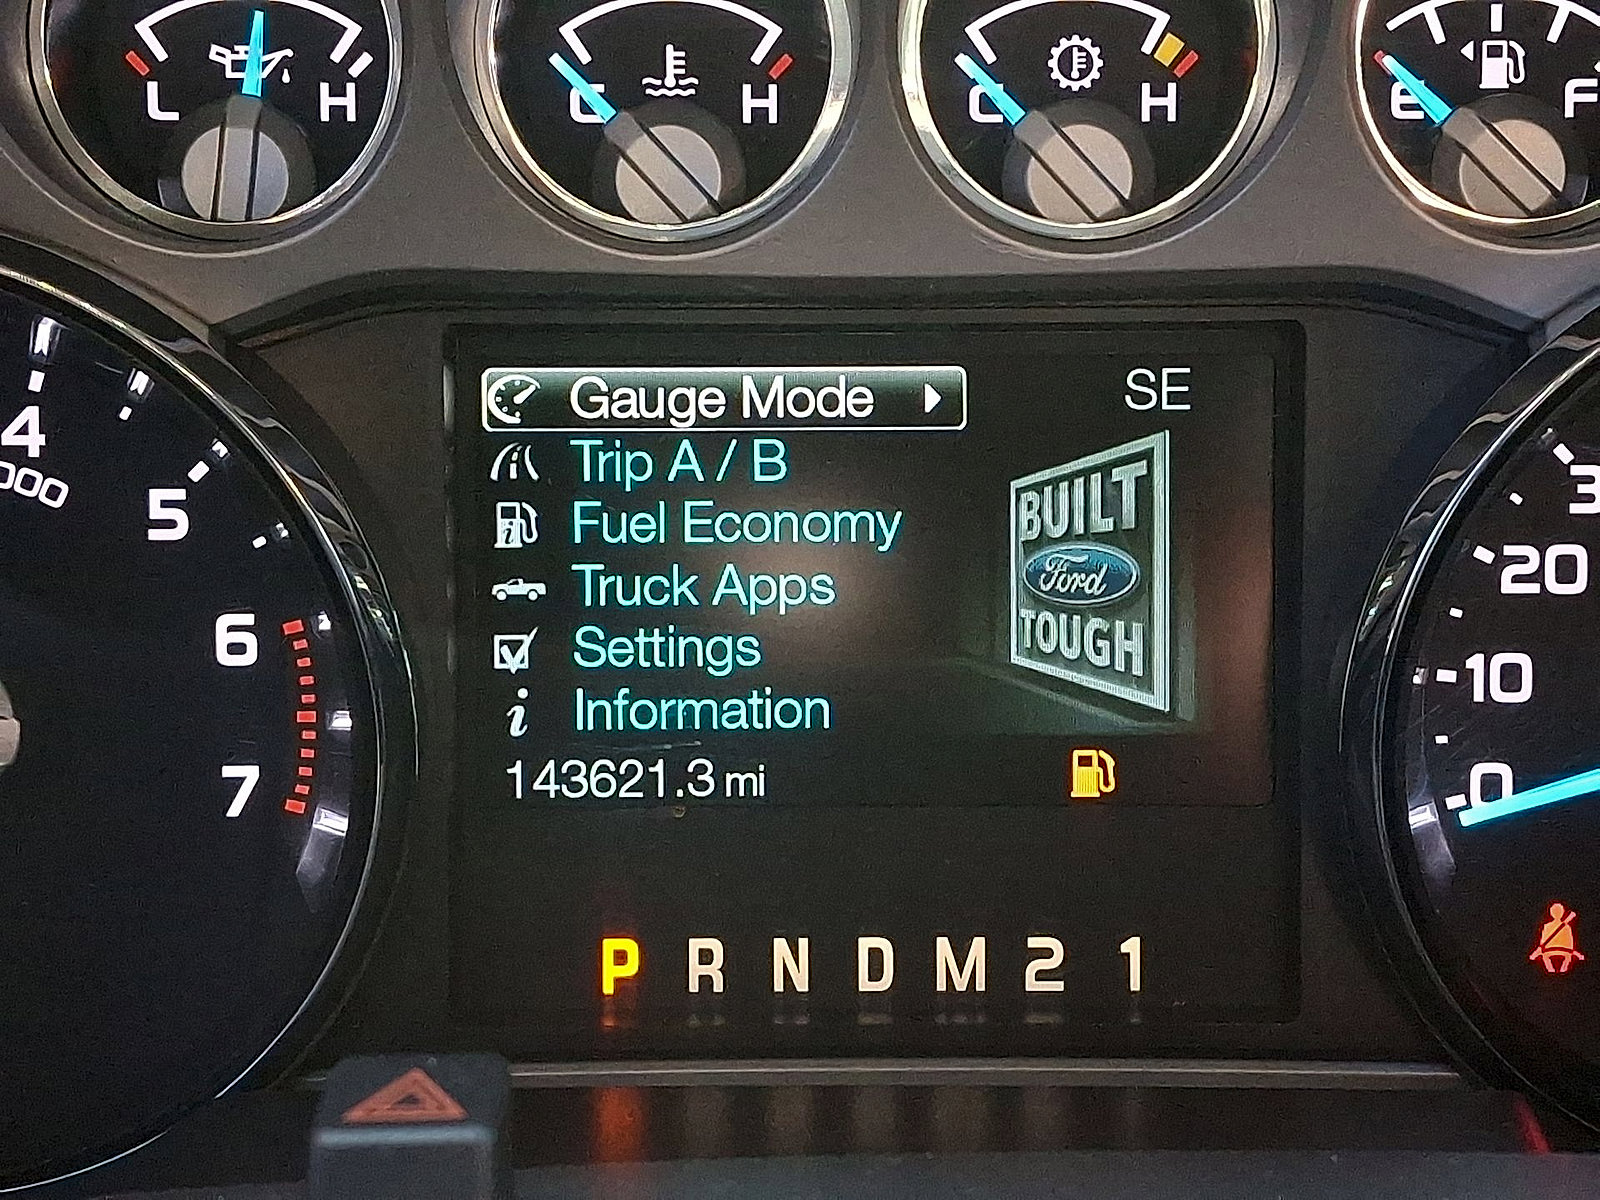 L H
C H
C H
E F
Gauge Mode SE
Trip A / B
Fuel Economy
Truck Apps
Settings
Information
143621.3 mi
BUILT
Ford
TOUGH
4
000
5
6
7
20
10
0
P R N D M 2 1